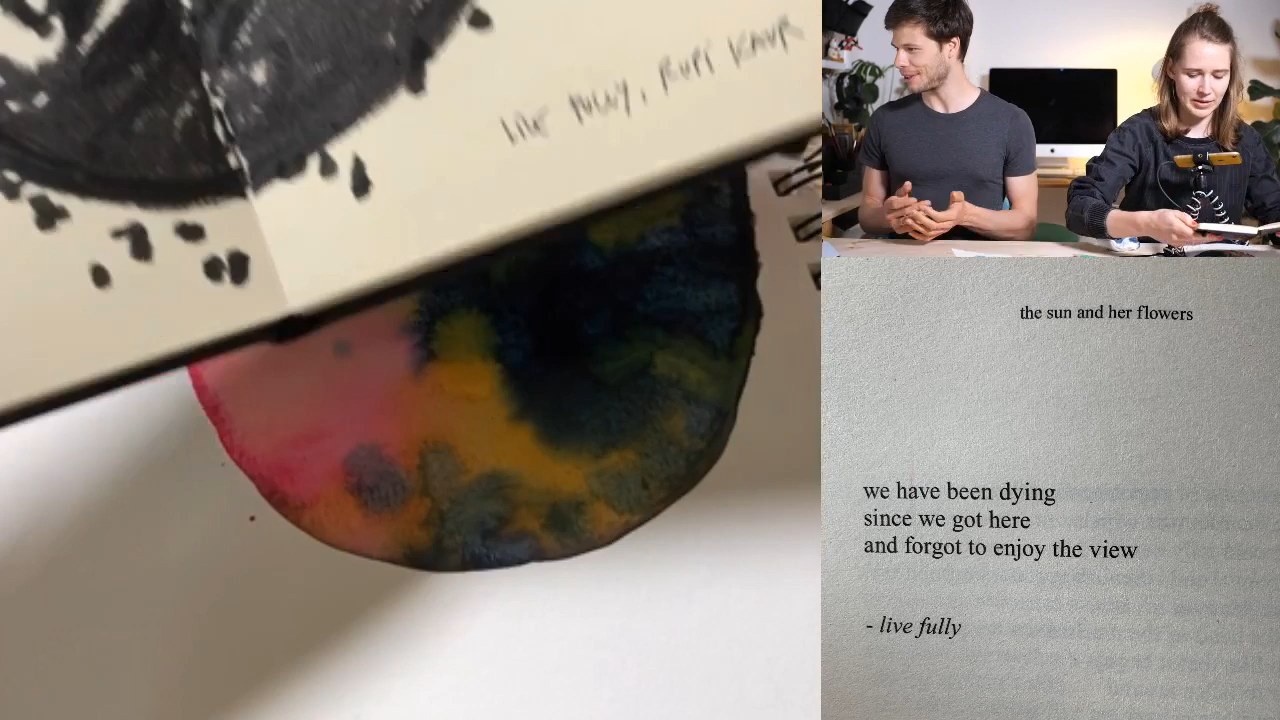 LIVE FULLY, RUPI KAUR
the sun and her flowers
we have been dying
since we got here
and forgot to enjoy the view
- live fully